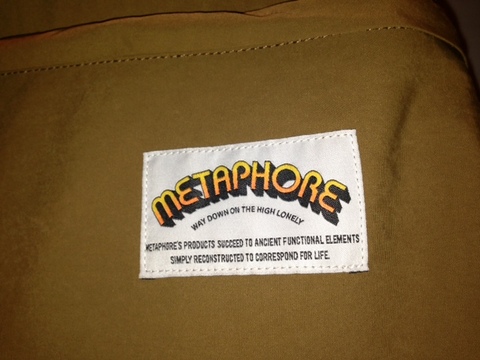 METAPHORE
WAY DOWN ON THE HIGH LONELY
METAPHORE'S PRODUCTS SUCCEED TO ANCIENT FUNCTIONAL ELEMENTS
SIMPLY RECONSTRUCTED TO CORRESPOND FOR LIFE.